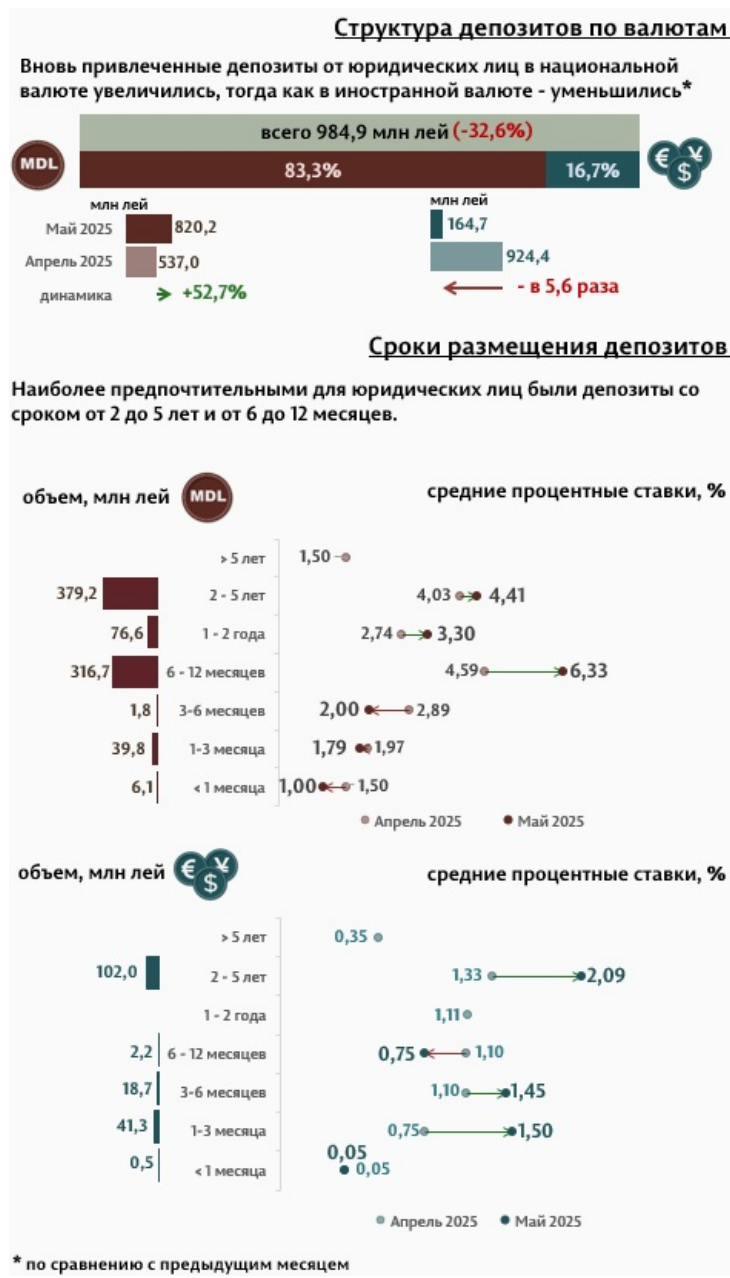 Структура депозитов по валютам
Вновь привлеченные депозиты от юридических лиц в национальной
валюте увеличились, тогда как в иностранной валюте - уменьшились*
всего 984,9 млн лей (-32,6%)
MDL
83,3%
16,7%
€ ¥ $
млн лей
млн лей
Май 2025
820,2
164,7
Апрель 2025
537,0
924,4
динамика
+52,7%
- в 5,6 раза
Сроки размещения депозитов
Наиболее предпочтительными для юридических лиц были депозиты со
сроком от 2 до 5 лет и от 6 до 12 месяцев.
объем, млн лей
MDL
средние процентные ставки, %
> 5 лет
1,50
379,2
2 - 5 лет
4,03
4,41
76,6
1 - 2 года
2,74
3,30
316,7
6 - 12 месяцев
4,59
6,33
1,8
3-6 месяцев
2,00
2,89
39,8
1-3 месяца
1,79
1,97
6,1
< 1 месяца
1,00
1,50
Апрель 2025
Май 2025
объем, млн лей
€ ¥ $
средние процентные ставки, %
> 5 лет
0,35
102,0
2 - 5 лет
1,33
2,09
1 - 2 года
1,11
2,2
6 - 12 месяцев
0,75
1,10
18,7
3-6 месяцев
1,10
1,45
41,3
1-3 месяца
0,75
1,50
0,5
< 1 месяца
0,05
0,05
Апрель 2025
Май 2025
* по сравнению с предыдущим месяцем